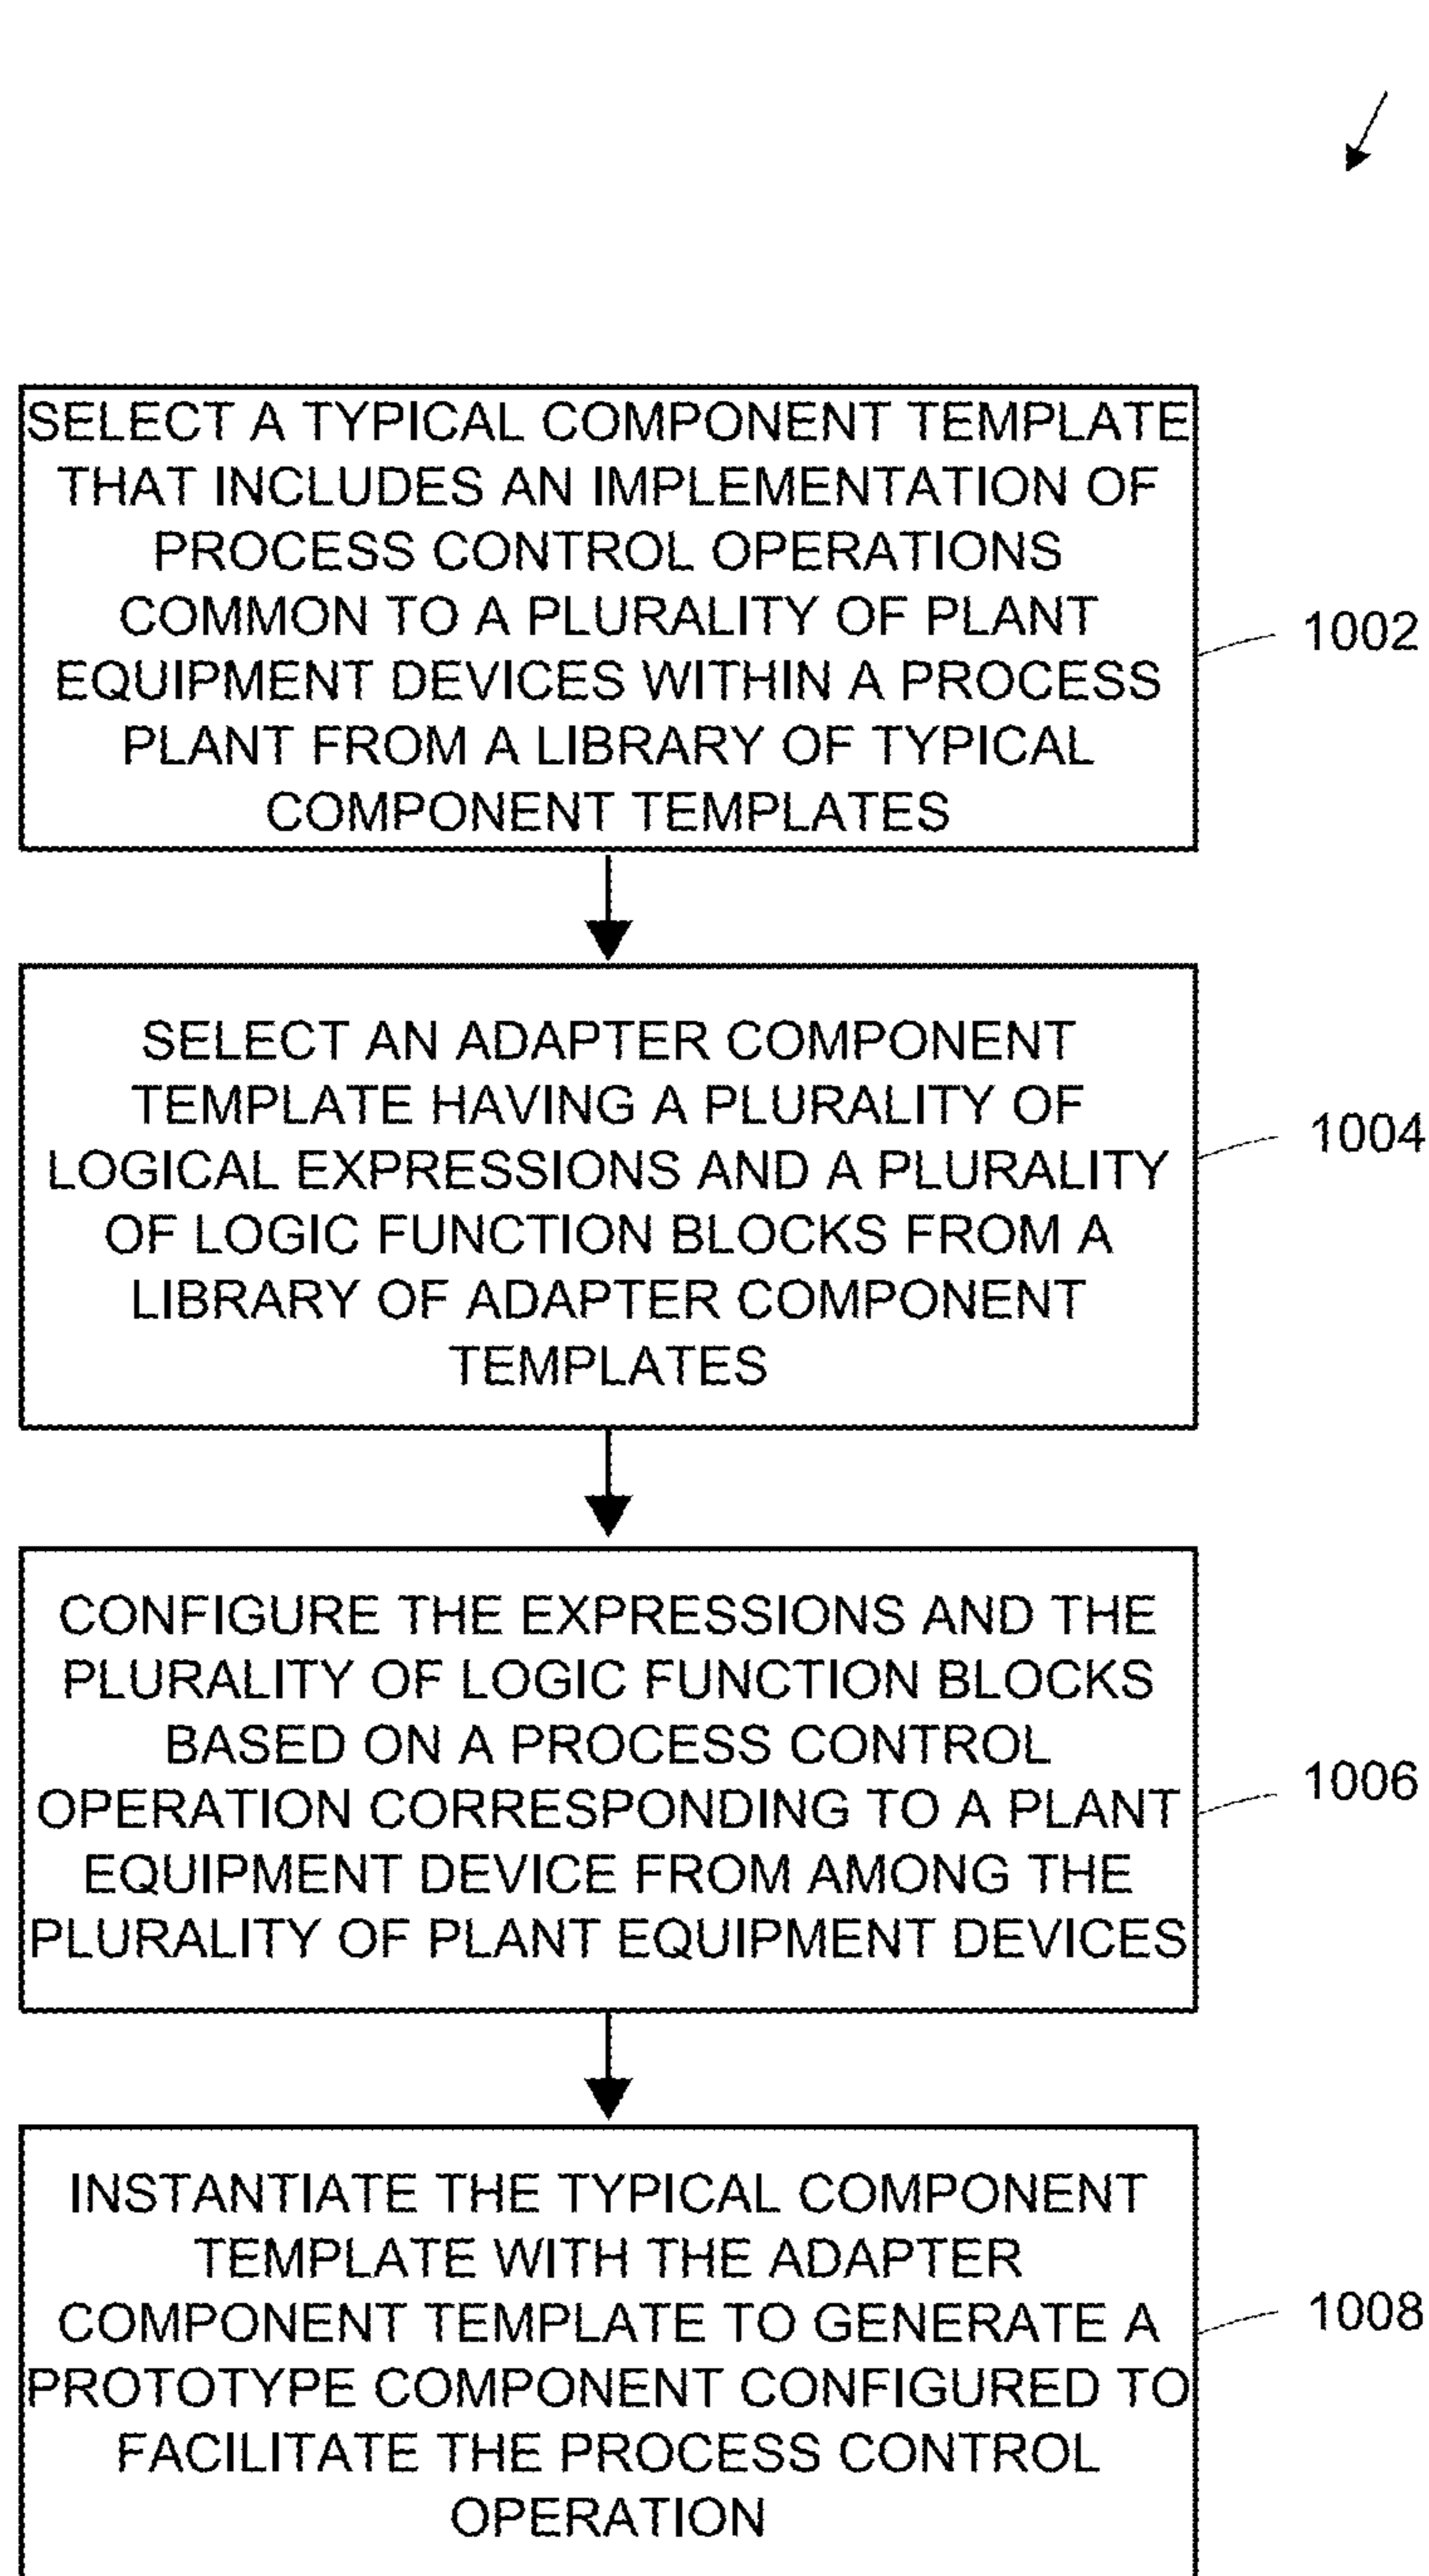 SELECT A TYPICAL COMPONENT TEMPLATE
THAT INCLUDES AN IMPLEMENTATION OF
PROCESS CONTROL OPERATIONS
COMMON TO A PLURALITY OF PLANT
EQUIPMENT DEVICES WITHIN A PROCESS
PLANT FROM A LIBRARY OF TYPICAL
COMPONENT TEMPLATES
1002
SELECT AN ADAPTER COMPONENT
TEMPLATE HAVING A PLURALITY OF
LOGICAL EXPRESSIONS AND A PLURALITY
OF LOGIC FUNCTION BLOCKS FROM A
LIBRARY OF ADAPTER COMPONENT
TEMPLATES
1004
CONFIGURE THE EXPRESSIONS AND THE
PLURALITY OF LOGIC FUNCTION BLOCKS
BASED ON A PROCESS CONTROL
OPERATION CORRESPONDING TO A PLANT
EQUIPMENT DEVICE FROM AMONG THE
PLURALITY OF PLANT EQUIPMENT DEVICES
1006
INSTANTIATE THE TYPICAL COMPONENT
TEMPLATE WITH THE ADAPTER
COMPONENT TEMPLATE TO GENERATE A
PROTOTYPE COMPONENT CONFIGURED TO
FACILITATE THE PROCESS CONTROL
OPERATION
1008